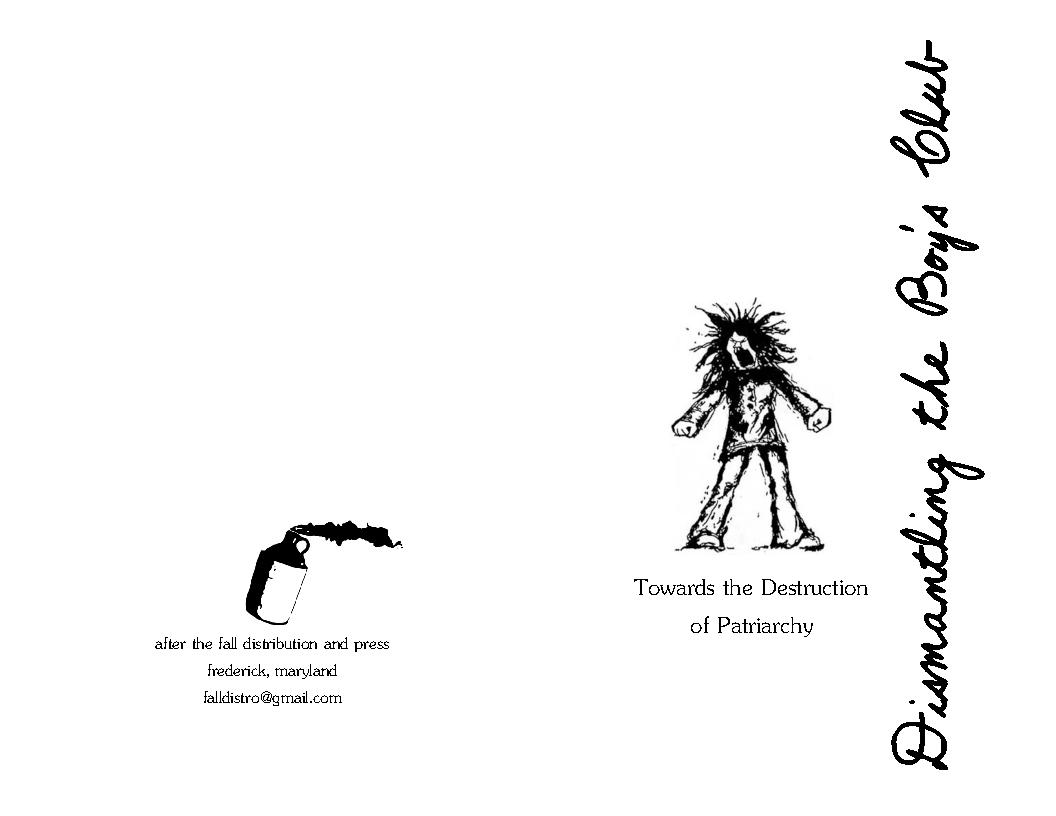 after the fall distribution and press
frederick, maryland
falldistro@gmail.com
Towards the Destruction
of Patriarchy
Dismantling the Boy's Club